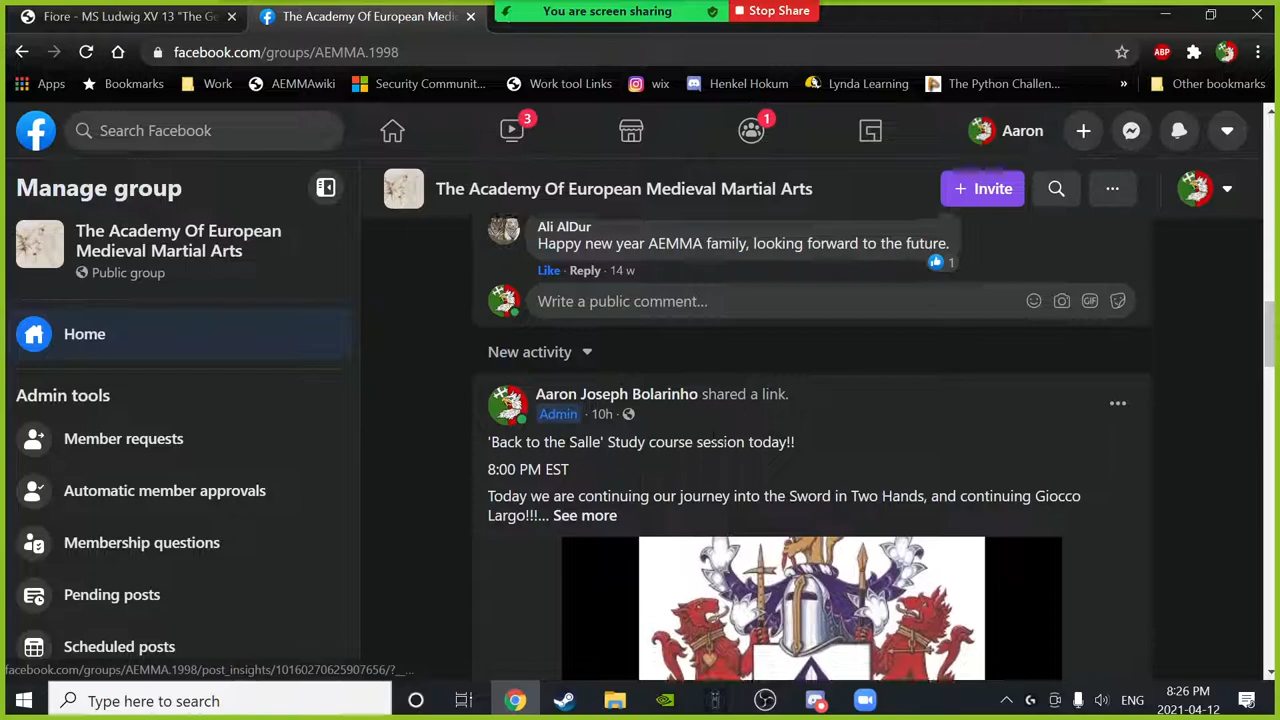 Fiore - MS Ludwig XV 13 "The Ge
The Academy Of European Medie
You are screen sharing
Stop Share
facebook.com/groups/AEMMA.1998
ABP
Apps
Bookmarks
Work
AEMMAwiki
Security Communit...
Work tool Links
wix
Henkel Hokum
Lynda Learning
The Python Challen...
»
Other bookmarks
Search Facebook
3
1
Aaron
Manage group
The Academy Of European Medieval Martial Arts
+ Invite
The Academy Of European
Medieval Martial Arts
Public group
Ali AlDur
Happy new year AEMMA family, looking forward to the future.
1
Like · Reply · 14 w
Write a public comment...
GIF
Home
New activity
Admin tools
Aaron Joseph Bolarinho shared a link.
Admin · 10h ·
Member requests
'Back to the Salle' Study course session today!!
8:00 PM EST
Automatic member approvals
Today we are continuing our journey into the Sword in Two Hands, and continuing Giocco
Largo!!!... See more
Membership questions
Pending posts
Scheduled posts
facebook.com/groups/AEMMA.1998/post_insights/10160270625907656/?__...
Type here to search
ENG
8:26 PM
2021-04-12